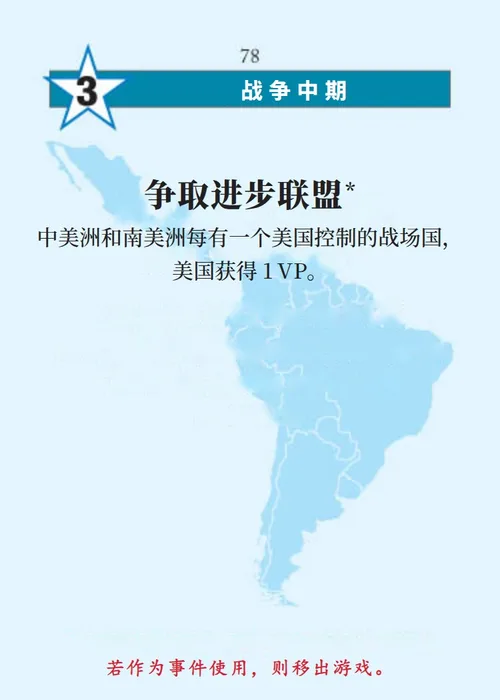 78
3
战争中期
争取进步联盟*
中美洲和南美洲每有一个美国控制的战场国，
美国获得 1 VP。
若作为事件使用，则移出游戏。